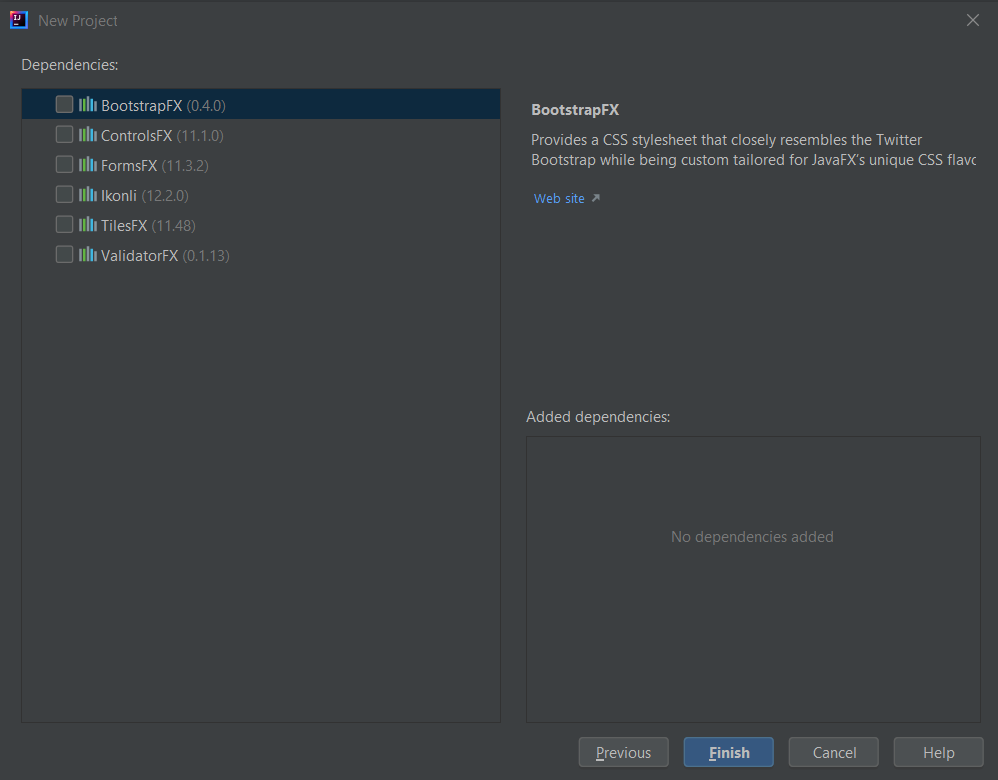 New Project
Dependencies:
BootstrapFX (0.4.0)
ControlsFX (11.1.0)
FormsFX (11.3.2)
Ikonli (12.2.0)
TilesFX (11.48)
ValidatorFX (0.1.13)
BootstrapFX
Provides a CSS stylesheet that closely resembles the Twitter
Bootstrap while being custom tailored for JavaFX's unique CSS flavo
Web site
Added dependencies:
No dependencies added
Previous
Finish
Cancel
Help